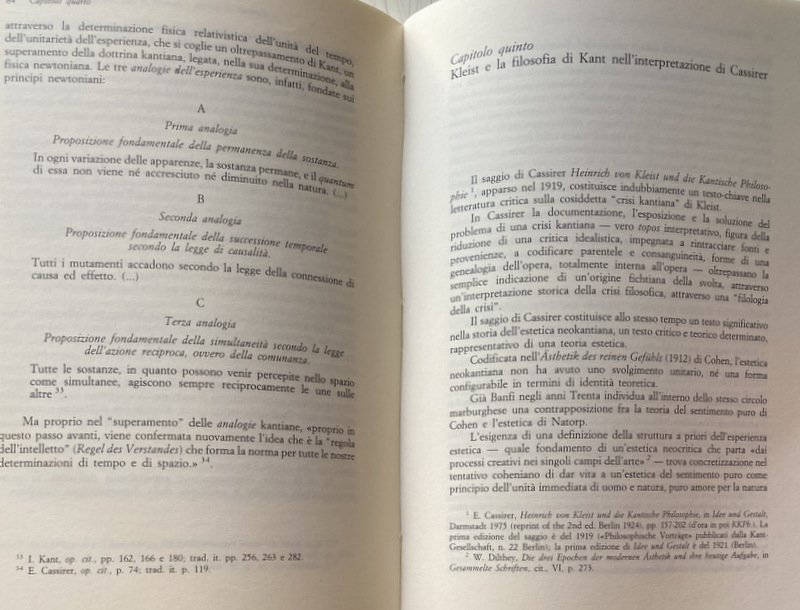 64 Capitolo quarto
attraverso la determinazione fisica relativistica dell'unità del tempo,
dell'unitarietà dell'esperienza, che si coglie un oltrepassamento di Kant, un
superamento della dottrina kantiana, legata, nella sua determinazione, alla
fisica newtoniana. Le tre analogie dell'esperienza sono, infatti, fondate sui
principi newtoniani:
A
Prima analogia
Proposizione fondamentale della permanenza della sostanza.
In ogni variazione delle apparenze, la sostanza permane, e il quantum
di essa non viene né accresciuto né diminuito nella natura. (...)
B
Seconda analogia
Proposizione fondamentale della successione temporale
secondo la legge di causalità.
Tutti i mutamenti accadono secondo la legge della connessione di
causa ed effetto. (...)
C
Terza analogia
Proposizione fondamentale della simultaneità secondo la legge
dell'azione reciproca, ovvero della comunanza.
Tutte le sostanze, in quanto possono venir percepite nello spazio
come simultanee, agiscono sempre reciprocamente le une sulle
altre 33.
Ma proprio nel "superamento" delle analogie kantiane, «proprio in
questo passo avanti, viene confermata nuovamente l'idea che è la "regola
dell'intelletto" (Regel des Verstandes) che forma la norma per tutte le nostre
determinazioni di tempo e di spazio.» 34.
33 I. Kant, op. cit., pp. 162, 166 e 180; trad. it. pp. 256, 263 e 282.
34 E. Cassirer, op. cit., p. 74; trad. it. p. 119.
Capitolo quinto
Kleist e la filosofia di Kant nell'interpretazione di Cassirer
Il saggio di Cassirer Heinrich von Kleist und die Kantische Philoso-
phie 1, apparso nel 1919, costituisce indubbiamente un testo-chiave nella
letteratura critica sulla cosiddetta "crisi kantiana" di Kleist.
In Cassirer la documentazione, l'esposizione e la soluzione del
problema di una crisi kantiana — vero topos interpretativo, figura della
riduzione di una critica idealistica, impegnata a rintracciare fonti e
provenienze, a codificare parentele e consanguineità, forme di una
genealogia dell'opera, totalmente interna all'opera — oltrepassano la
semplice indicazione di un'origine fichtiana della svolta, attraverso
un'interpretazione storica della crisi filosofica, attraverso una "filologia
della crisi".
Il saggio di Cassirer costituisce allo stesso tempo un testo significativo
nella storia dell'estetica neokantiana, un testo critico e teorico determinato,
rappresentativo di una teoria estetica.
Codificata nell'Ästhetik des reinen Gefühls (1912) di Cohen, l'estetica
neokantiana non ha avuto uno svolgimento unitario, né una forma
configurabile in termini di identità teoretica.
Già Banfi negli anni Trenta individua all'interno dello stesso circolo
marburghese una contrapposizione fra la teoria del sentimento puro di
Cohen e l'estetica di Natorp.
L'esigenza di una definizione della struttura a priori dell'esperienza
estetica — quale fondamento di un'estetica neocritica che parta «dai
processi creativi nei singoli campi dell'arte» 2 — trova concretizzazione nel
tentativo coheniano di dar vita a un'estetica del sentimento puro come
principio dell'unità immediata di uomo e natura, puro amore per la natura
1 E. Cassirer, Heinrich von Kleist und die Kantische Philosophie, in Idee und Gestalt,
Darmstadt 1975 (reprint of the 2nd ed. Berlin 1924), pp. 157-202 (d'ora in poi KKPh.). La
prima edizione del saggio è del 1919 («Philosophische Vorträge» pubblicati dalla Kant-
Gesellschaft, n. 22 Berlin); la prima edizione di Idee und Gestalt è del 1921 (Berlin).
2 W. Dilthey, Die drei Epochen der modernen Ästhetik und ihre heutige Aufgabe, in
Gesammelte Schriften, cit., VI, p. 273.